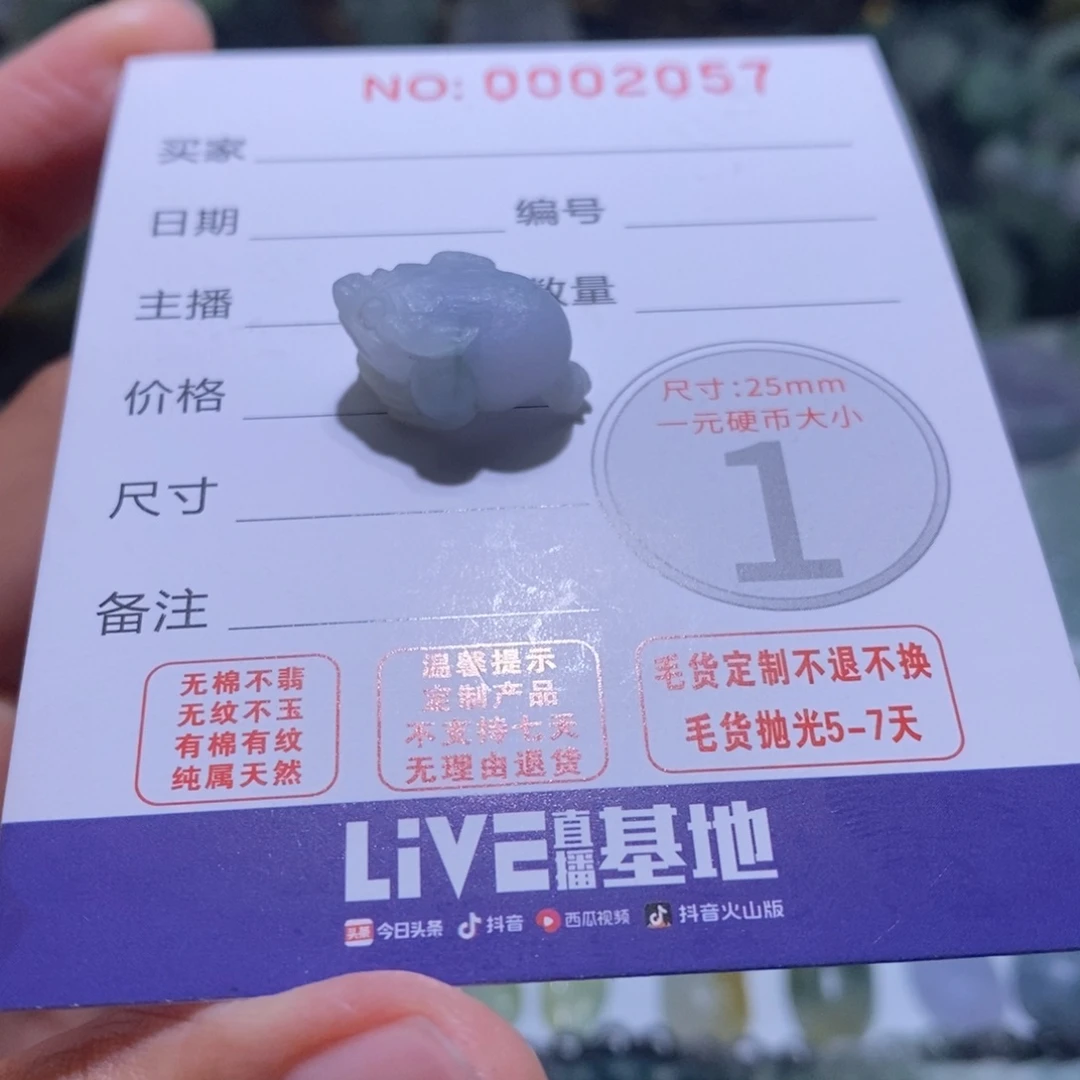 NO: 0002057
买家
日期 编号
主播 数量
价格
尺寸
备注
尺寸:25mm
一元硬币大小
1
无棉不翡
无纹不玉
有棉有纹
纯属天然
温馨提示
定制产品
不支持七天
无理由退货
毛货定制不退不换
毛货抛光5-7天
LiVE直播基地
头条 今日头条 抖音 西瓜视频 抖音火山版